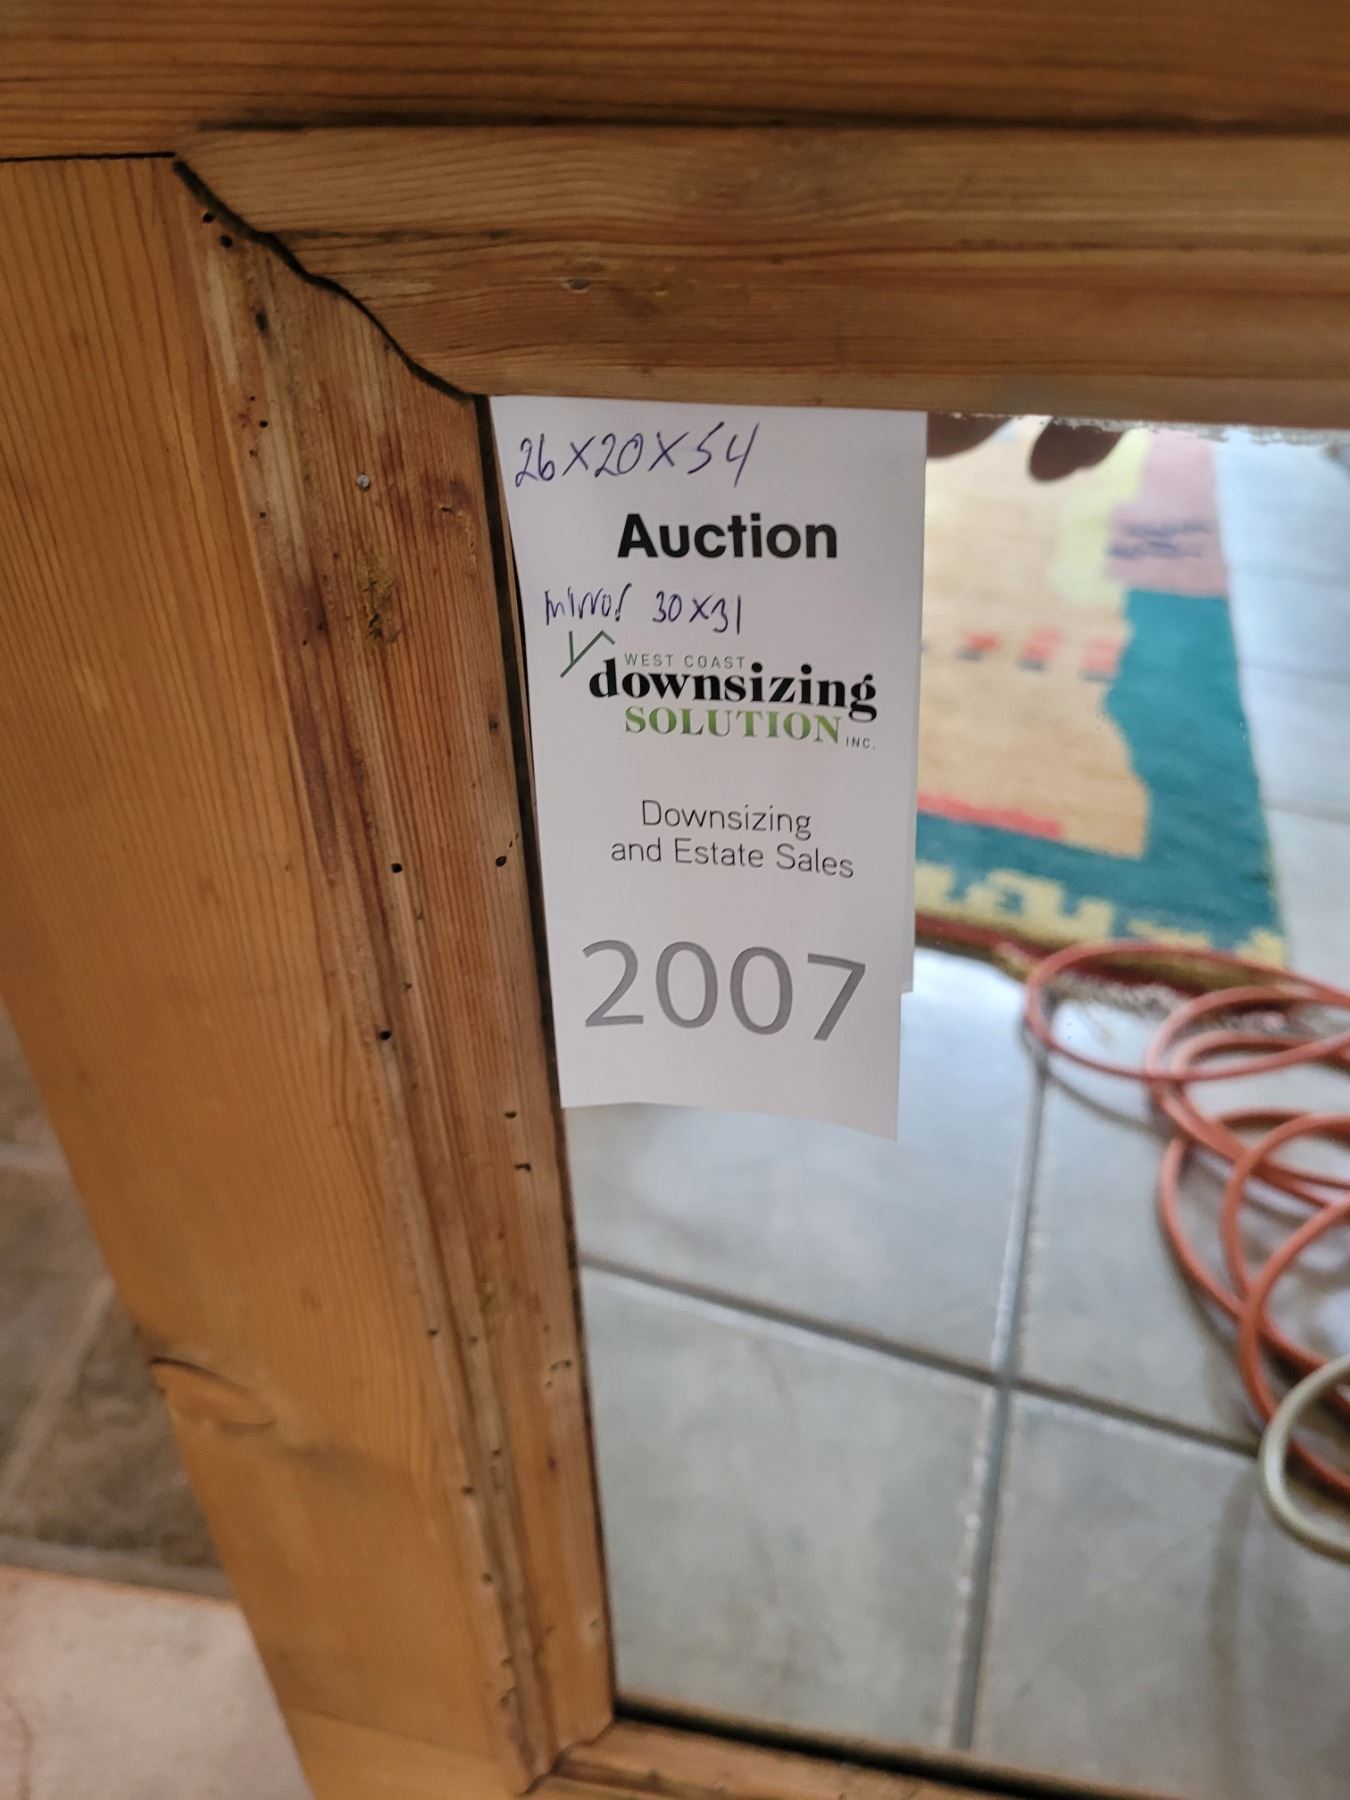 26x20x54
Auction
mirror 30x31
WEST COAST
downsizing
SOLUTION INC.
Downsizing
and Estate Sales
2007